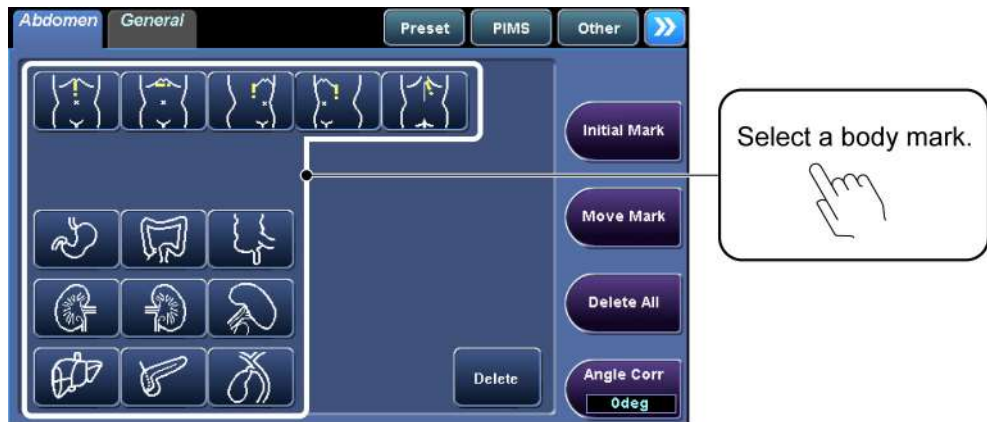 Abdomen General Preset PIMS Other
Initial Mark
Select a body mark.
Move Mark
Delete All
Delete
Angle Corr
0deg